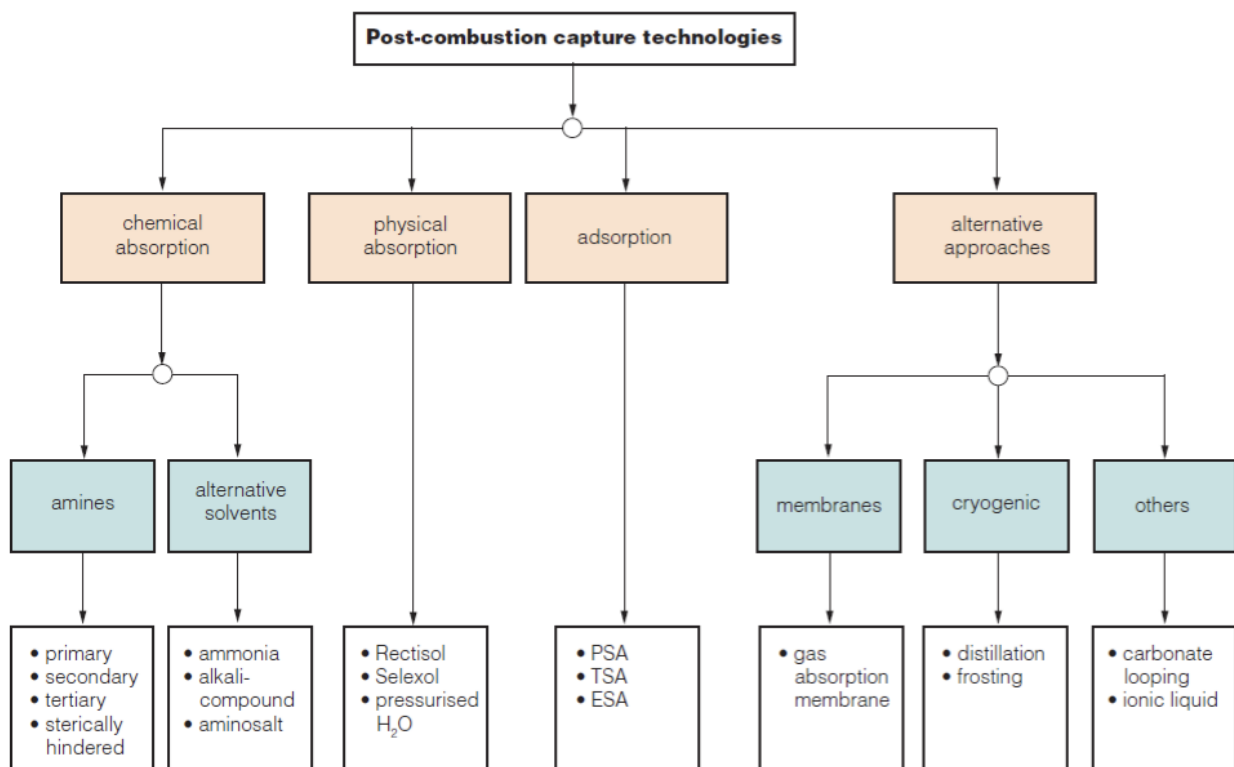 Post-combustion capture technologies
chemical
absorption
physical
absorption
adsorption
alternative
approaches
amines
alternative
solvents
membranes
cryogenic
others
• primary
• secondary
• tertiary
• sterically
hindered
• ammonia
• alkali-
compound
• aminosalt
• Rectisol
• Selexol
• pressurised
H₂O
• PSA
• TSA
• ESA
• gas
absorption
membrane
• distillation
• frosting
• carbonate
looping
• ionic liquid